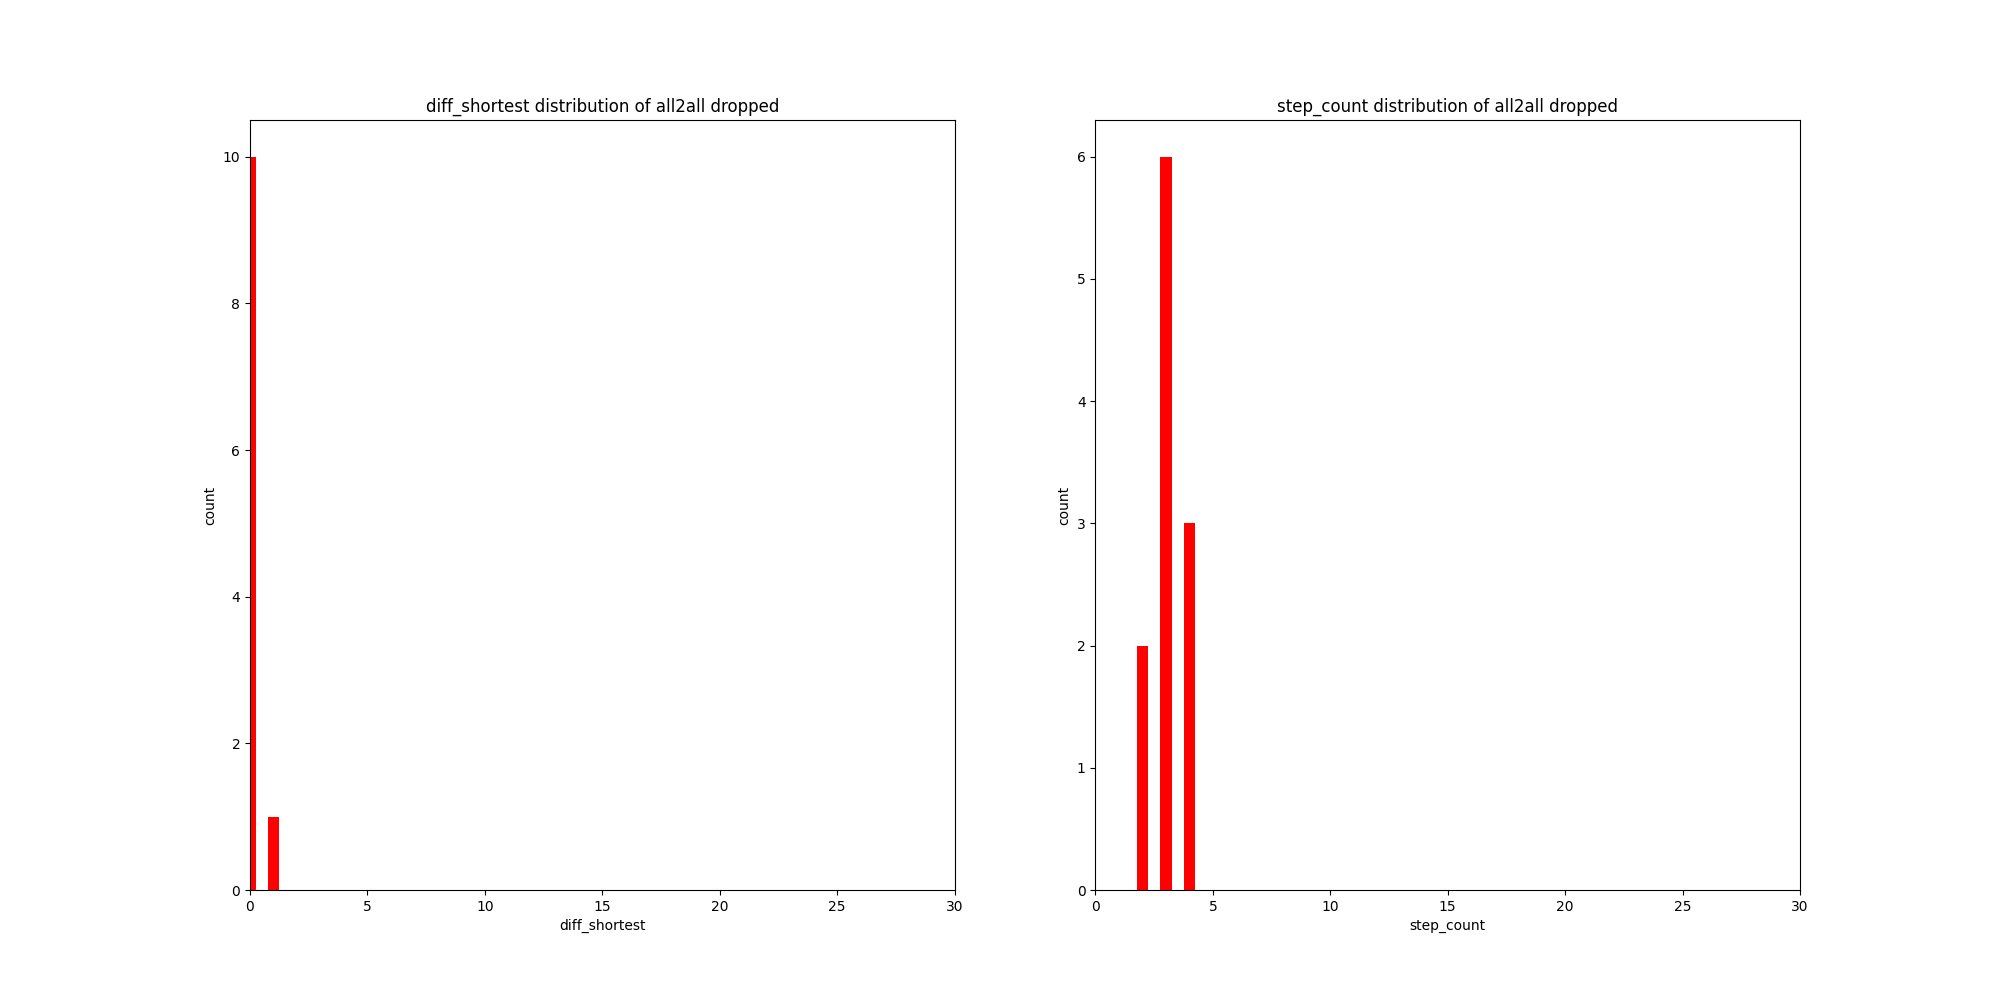 diff_shortest distribution of all2all dropped
10
8
6
4
2
0
count
0 5 10 15 20 25 30
diff_shortest
step_count distribution of all2all dropped
6
5
4
3
2
1
0
count
0 5 10 15 20 25 30
step_count